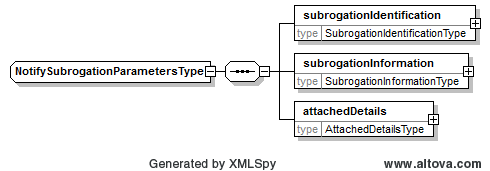 subrogationIdentification
type SubrogationIdentificationType
NotifySubrogationParametersType
subrogationInformation
type SubrogationInformationType
attachedDetails
type AttachedDetailsType
Generated by XMLSpy www.altova.com